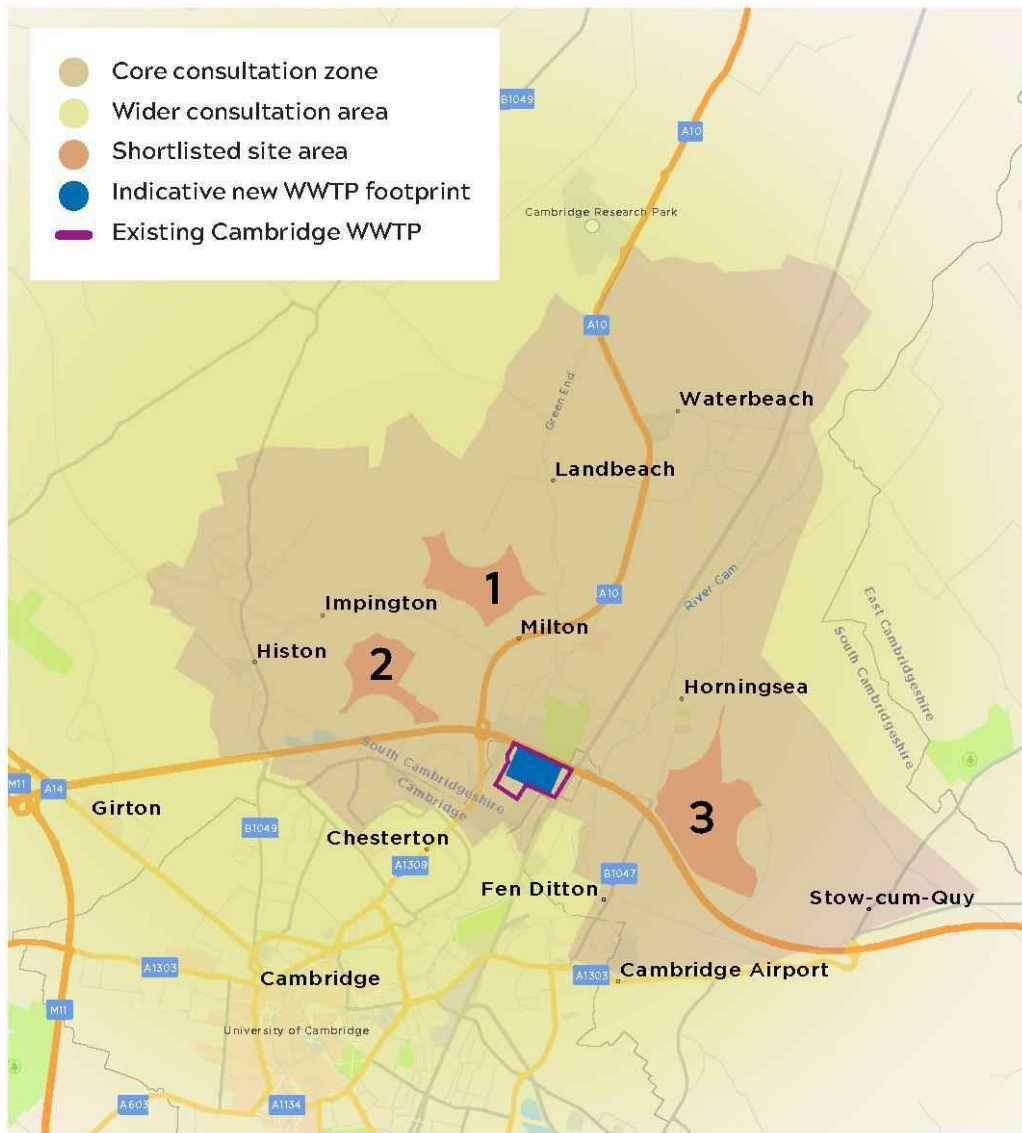 Core consultation zone
Wider consultation area
Shortlisted site area
Indicative new WWTP footprint
Existing Cambridge WWTP
B1049
A10
Cambridge Research Park
A10
Green End
Waterbeach
Landbeach
River Cam
1
A10
Impington
Milton
East Cambridgeshire
South Cambridgeshire
Histon
2
Horningsea
South Cambridgeshire
Cambridge
M11
A14
Girton
3
B1049
Chesterton
A1309
B1047
Fen Ditton
Stow-cum-Quy
A1303
Cambridge
A1303
Cambridge Airport
M11
University of Cambridge
A603
A1134